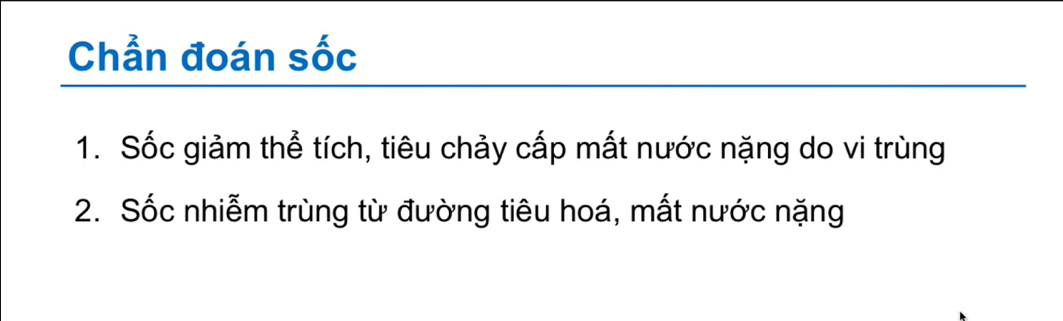 Chẩn đoán sốc
1. Sốc giảm thể tích, tiêu chảy cấp mất nước nặng do vi trùng
2. Sốc nhiễm trùng từ đường tiêu hoá, mất nước nặng